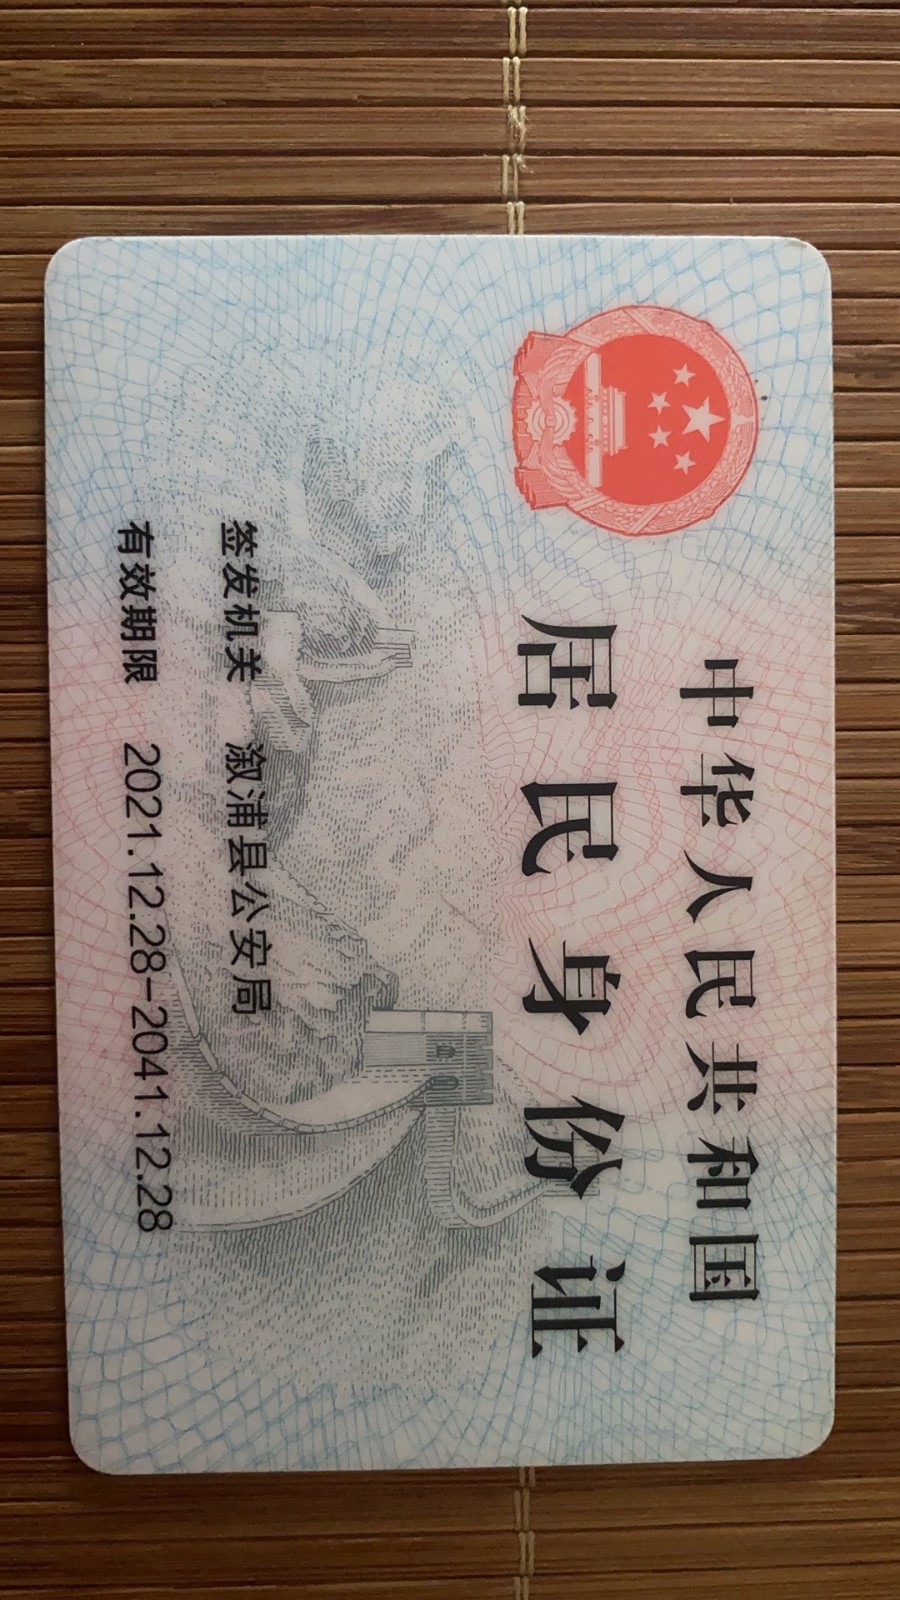 中华人民共和国
居民身份证
签发机关 溆浦县公安局
有效期限 2021.12.28-2041.12.28